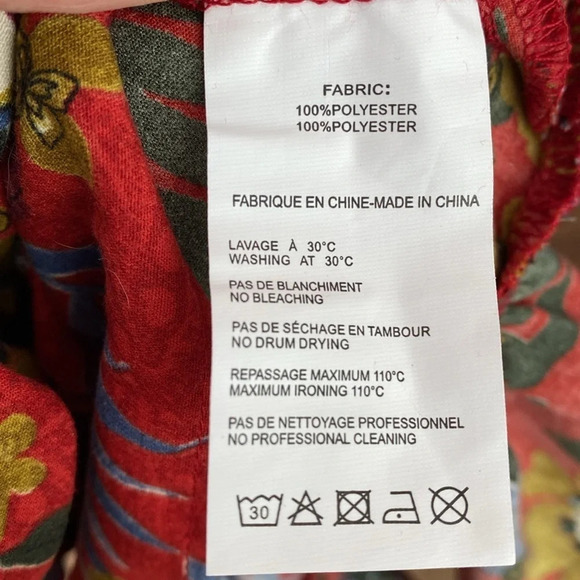 FABRIC:
100%POLYESTER
100%POLYESTER
FABRIQUE EN CHINE-MADE IN CHINA
LAVAGE À 30°C
WASHING AT 30°C
PAS DE BLANCHIMENT
NO BLEACHING
PAS DE SÉCHAGE EN TAMBOUR
NO DRUM DRYING
REPASSAGE MAXIMUM 110°C
MAXIMUM IRONING 110°C
PAS DE NETTOYAGE PROFESSIONNEL
NO PROFESSIONAL CLEANING
30